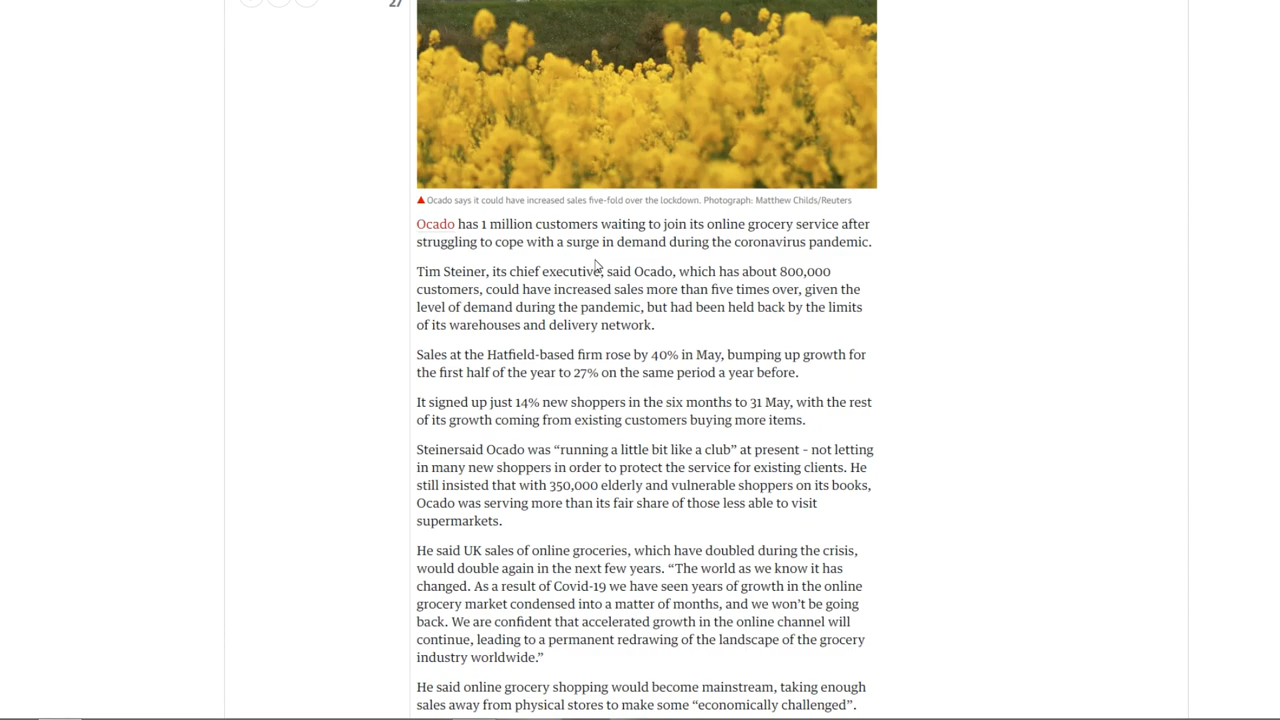 27
Ocado says it could have increased sales five-fold over the lockdown. Photograph: Matthew Childs/Reuters
Ocado has 1 million customers waiting to join its online grocery service after
struggling to cope with a surge in demand during the coronavirus pandemic.
Tim Steiner, its chief executive, said Ocado, which has about 800,000
customers, could have increased sales more than five times over, given the
level of demand during the pandemic, but had been held back by the limits
of its warehouses and delivery network.
Sales at the Hatfield-based firm rose by 40% in May, bumping up growth for
the first half of the year to 27% on the same period a year before.
It signed up just 14% new shoppers in the six months to 31 May, with the rest
of its growth coming from existing customers buying more items.
Steinersaid Ocado was “running a little bit like a club” at present – not letting
in many new shoppers in order to protect the service for existing clients. He
still insisted that with 350,000 elderly and vulnerable shoppers on its books,
Ocado was serving more than its fair share of those less able to visit
supermarkets.
He said UK sales of online groceries, which have doubled during the crisis,
would double again in the next few years. “The world as we know it has
changed. As a result of Covid-19 we have seen years of growth in the online
grocery market condensed into a matter of months, and we won’t be going
back. We are confident that accelerated growth in the online channel will
continue, leading to a permanent redrawing of the landscape of the grocery
industry worldwide.”
He said online grocery shopping would become mainstream, taking enough
sales away from physical stores to make some “economically challenged”.